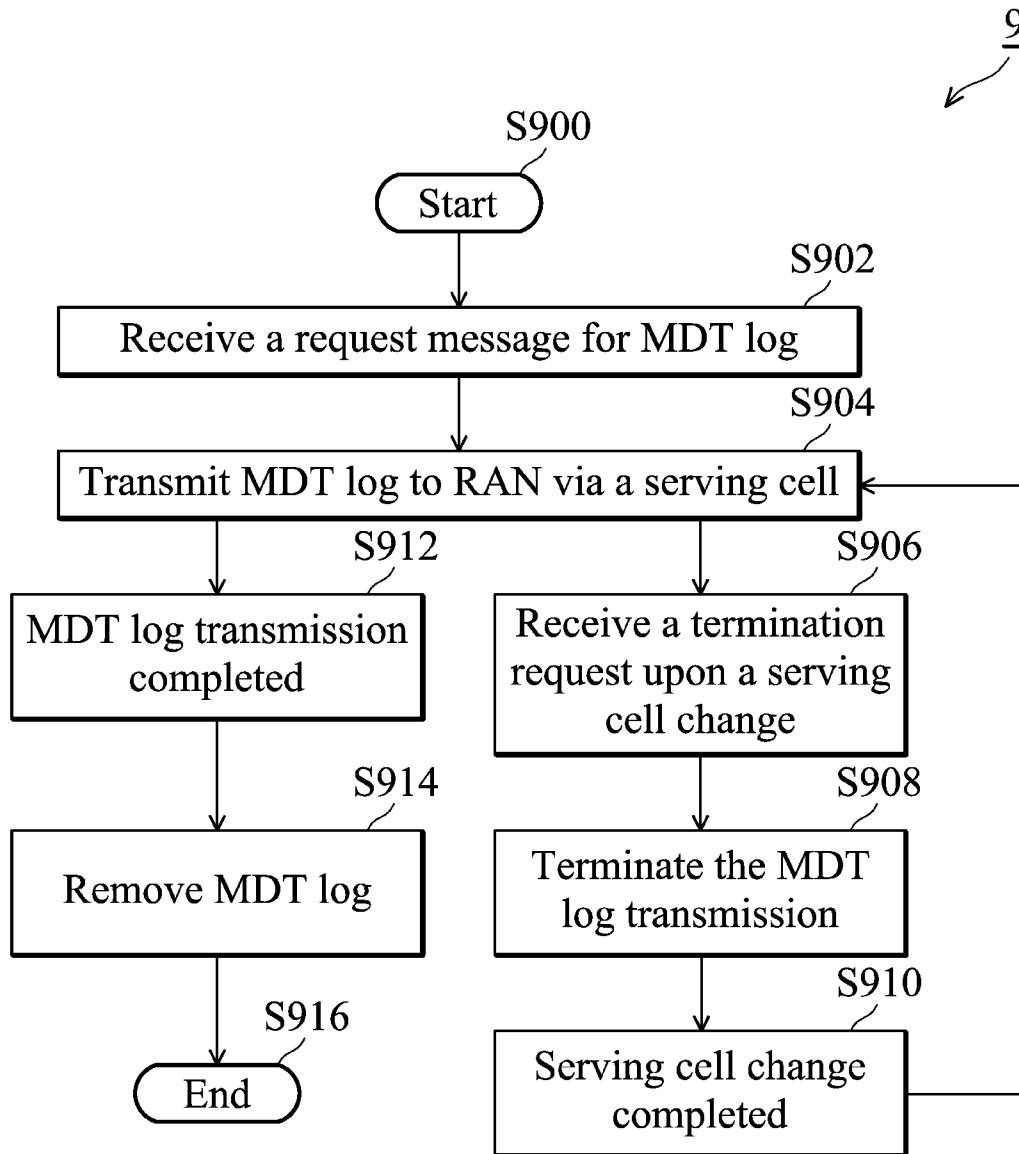 9
S900
Start
S902
Receive a request message for MDT log
S904
Transmit MDT log to RAN via a serving cell
S912
MDT log transmission
completed
S906
Receive a termination
request upon a serving
cell change
S914
Remove MDT log
S908
Terminate the MDT
log transmission
S916
End
S910
Serving cell change
completed